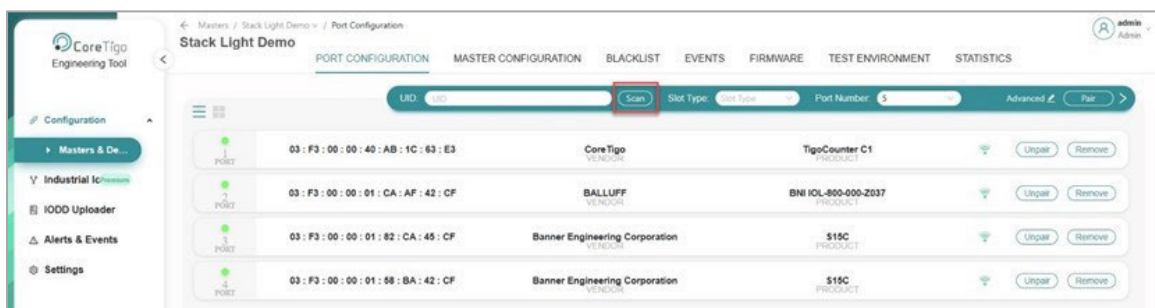 ← Masters / Stack Light Demo / Port Configuration
admin
Admin
CoreTigo
Engineering Tool
Stack Light Demo
PORT CONFIGURATION MASTER CONFIGURATION BLACKLIST EVENTS FIRMWARE TEST ENVIRONMENT STATISTICS
UID: UID Scan Slot Type: Slot Type Port Number: 5 Advanced Pair
Configuration
Masters & De...
Industrial Ic Premium
IODD Uploader
Alerts & Events
Settings
1 PORT 03 : F3 : 00 : 00 : 40 : AB : 1C : 63 : E3 CoreTigo VENDOR TigoCounter C1 PRODUCT Unpair Remove
2 PORT 03 : F3 : 00 : 00 : 01 : CA : AF : 42 : CF BALLUFF VENDOR BNI IOL-800-000-Z037 PRODUCT Unpair Remove
3 PORT 03 : F3 : 00 : 00 : 01 : 82 : CA : 45 : CF Banner Engineering Corporation VENDOR S15C PRODUCT Unpair Remove
4 PORT 03 : F3 : 00 : 00 : 01 : 58 : BA : 42 : CF Banner Engineering Corporation VENDOR S15C PRODUCT Unpair Remove